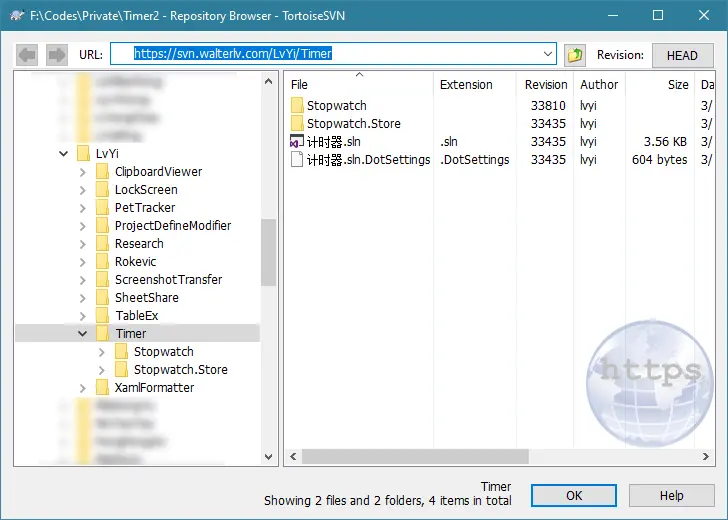 F:\Codes\Private\Timer2 - Repository Browser - TortoiseSVN
URL: https://svn.walterlv.com/LvYi/Timer Revision: HEAD
LvYi
ClipboardViewer
LockScreen
PetTracker
ProjectDefineModifier
Research
Rokevic
ScreenshotTransfer
SheetShare
TableEx
Timer
Stopwatch
Stopwatch.Store
XamlFormatter
File Extension Revision Author Size Da
Stopwatch 33810 lvyi 3/
Stopwatch.Store 33435 lvyi 3/
计时器.sln .sln 33435 lvyi 3.56 KB 3/
计时器.sln.DotSettings .DotSettings 33435 lvyi 604 bytes 3/
https
Timer
Showing 2 files and 2 folders, 4 items in total
OK
Help